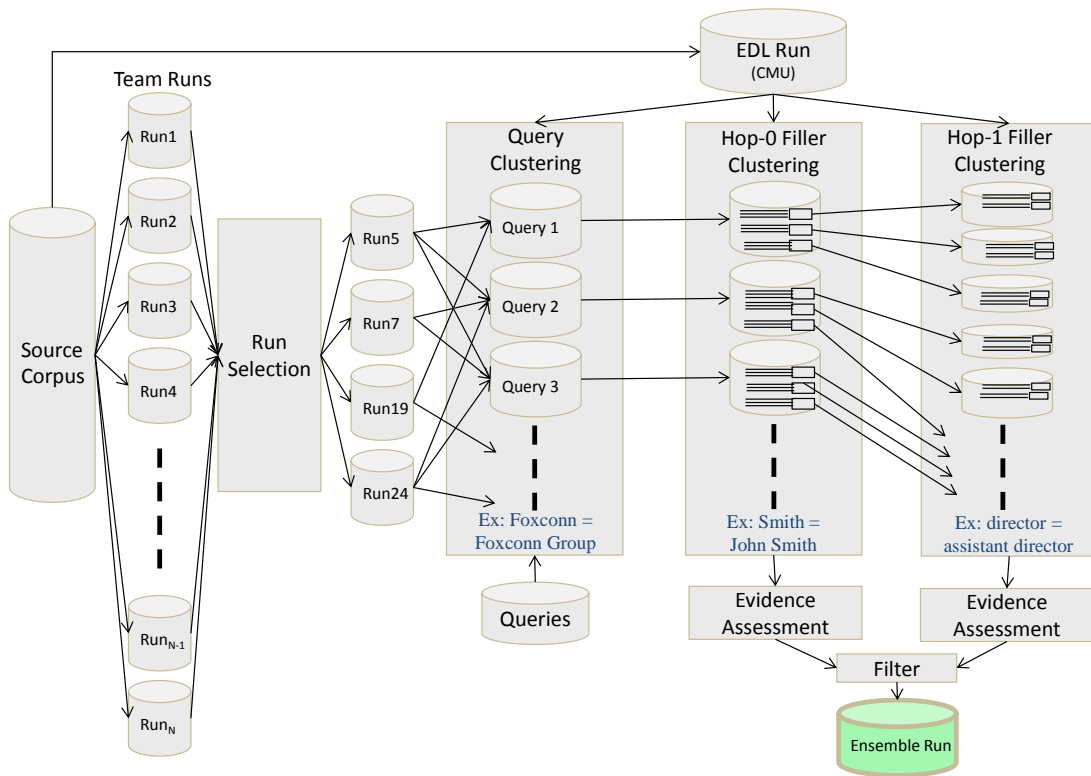 EDL Run
(CMU)
Team Runs
Run1
Run2
Run3
Run4
Run_N-1
Run_N
Source
Corpus
Run
Selection
Run5
Run7
Run19
Run24
Query
Clustering
Query 1
Query 2
Query 3
Ex: Foxconn =
Foxconn Group
Queries
Hop-0 Filler
Clustering
Ex: Smith =
John Smith
Hop-1 Filler
Clustering
Ex: director =
assistant director
Evidence
Assessment
Evidence
Assessment
Filter
Ensemble Run